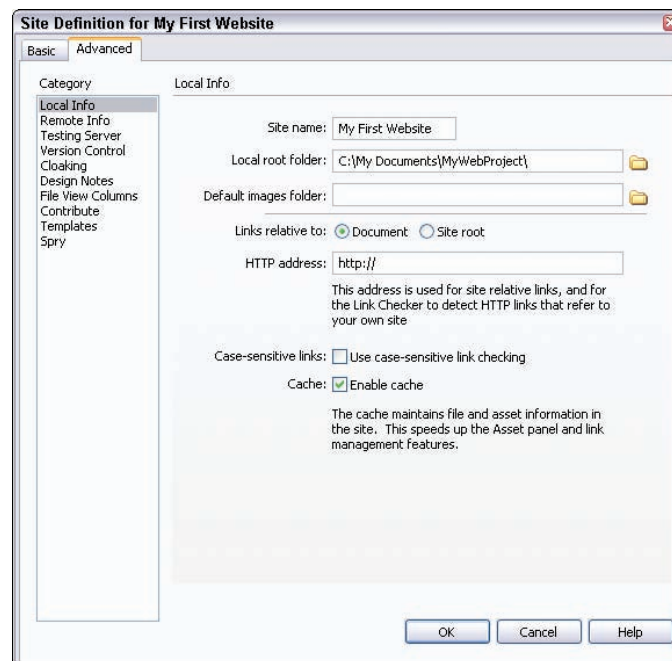 Site Definition for My First Website
Basic
Advanced
Category
Local Info
Remote Info
Testing Server
Version Control
Cloaking
Design Notes
File View Columns
Contribute
Templates
Spry
Local Info
Site name: My First Website
Local root folder: C:\My Documents\MyWebProject\
Default images folder:
Links relative to: Document Site root
HTTP address: http://
This address is used for site relative links, and for
the Link Checker to detect HTTP links that refer to
your own site
Case-sensitive links: Use case-sensitive link checking
Cache: Enable cache
The cache maintains file and asset information in
the site. This speeds up the Asset panel and link
management features.
OK Cancel Help